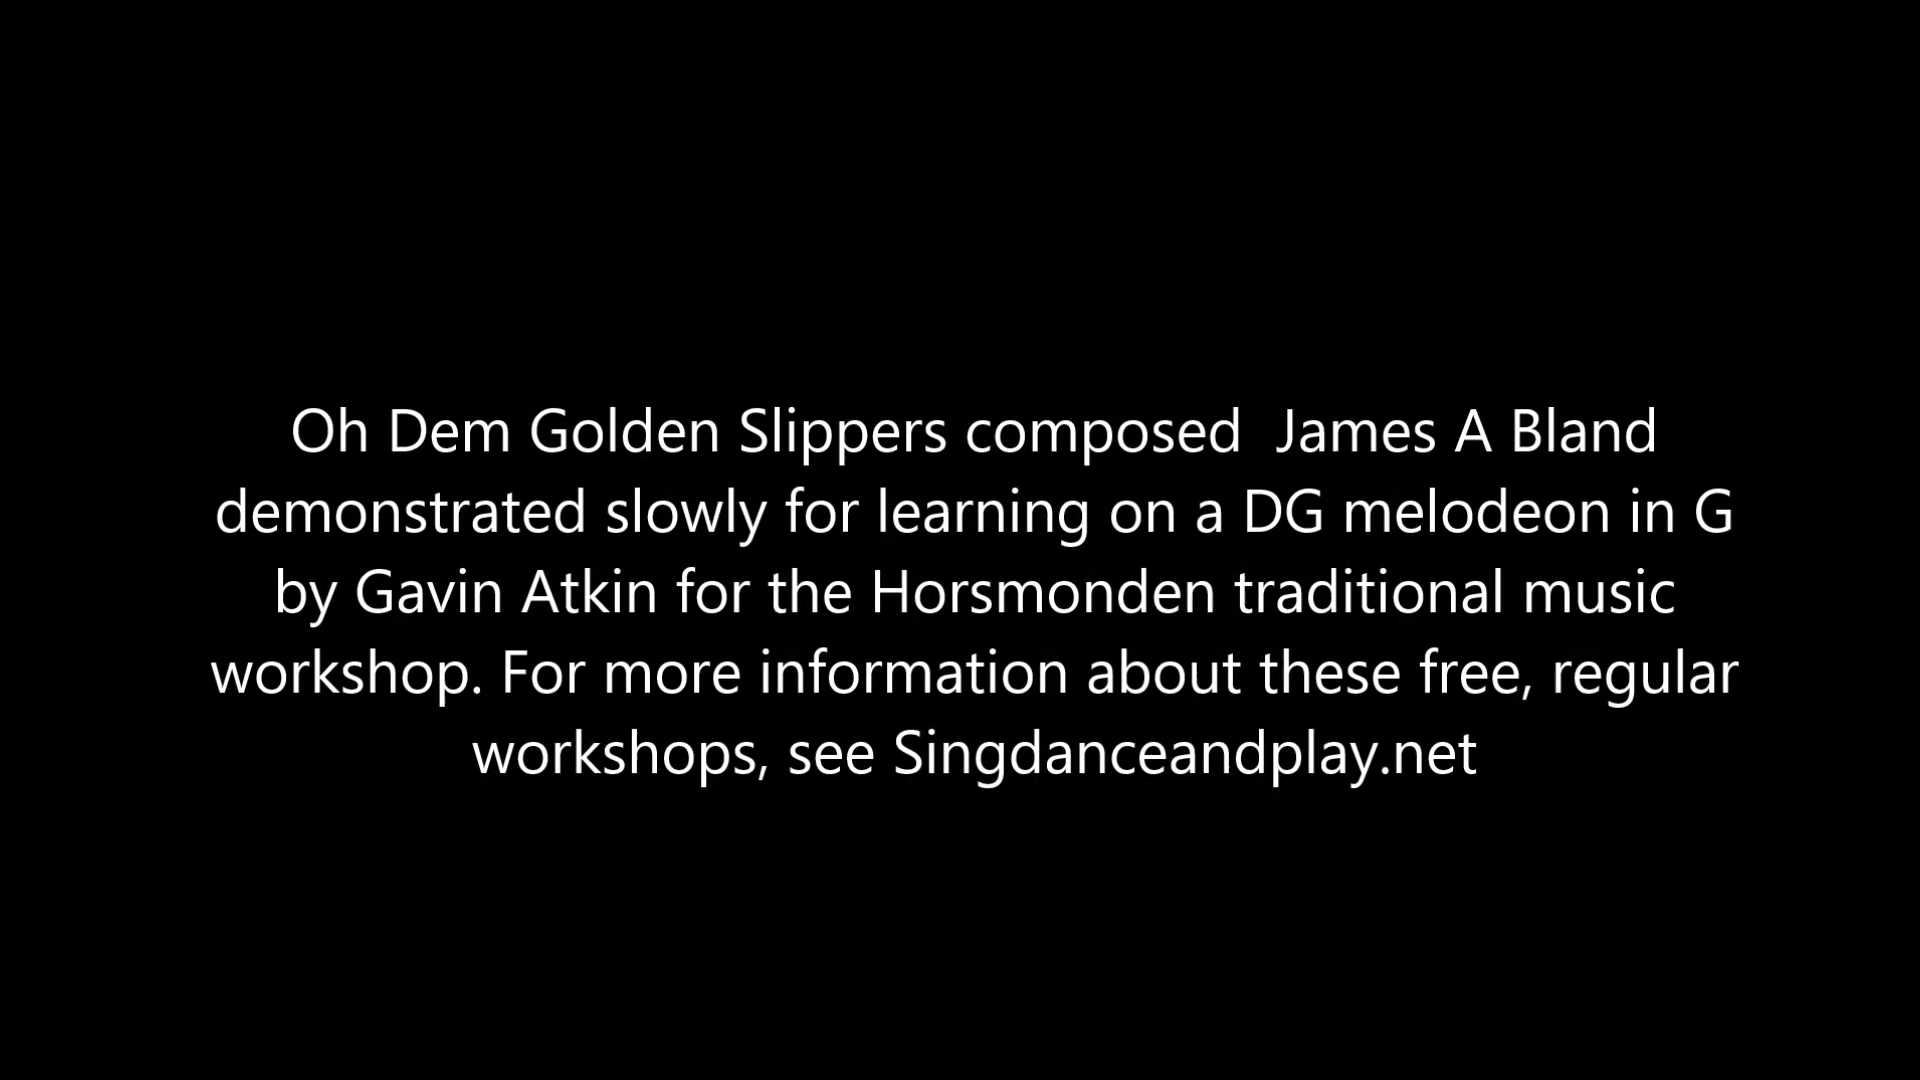 Oh Dem Golden Slippers composed  James A Bland
demonstrated slowly for learning on a DG melodeon in G
by Gavin Atkin for the Horsmonden traditional music
workshop. For more information about these free, regular
workshops, see Singdanceandplay.net